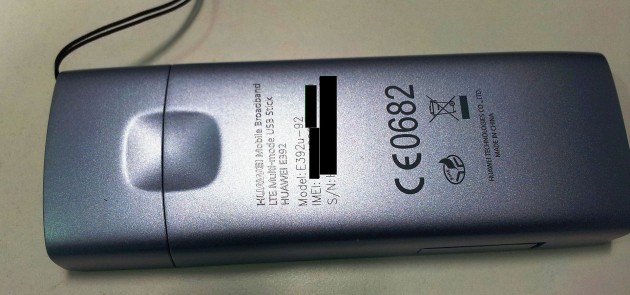 HUAWEI Mobile Broadband
LTE Multi-mode USB Stick
HUAWEI E392
Model: E392u-92
IMEI:
S/N:
CE0682
HUAWEI TECHNOLOGIES CO., LTD.
MADE IN CHINA